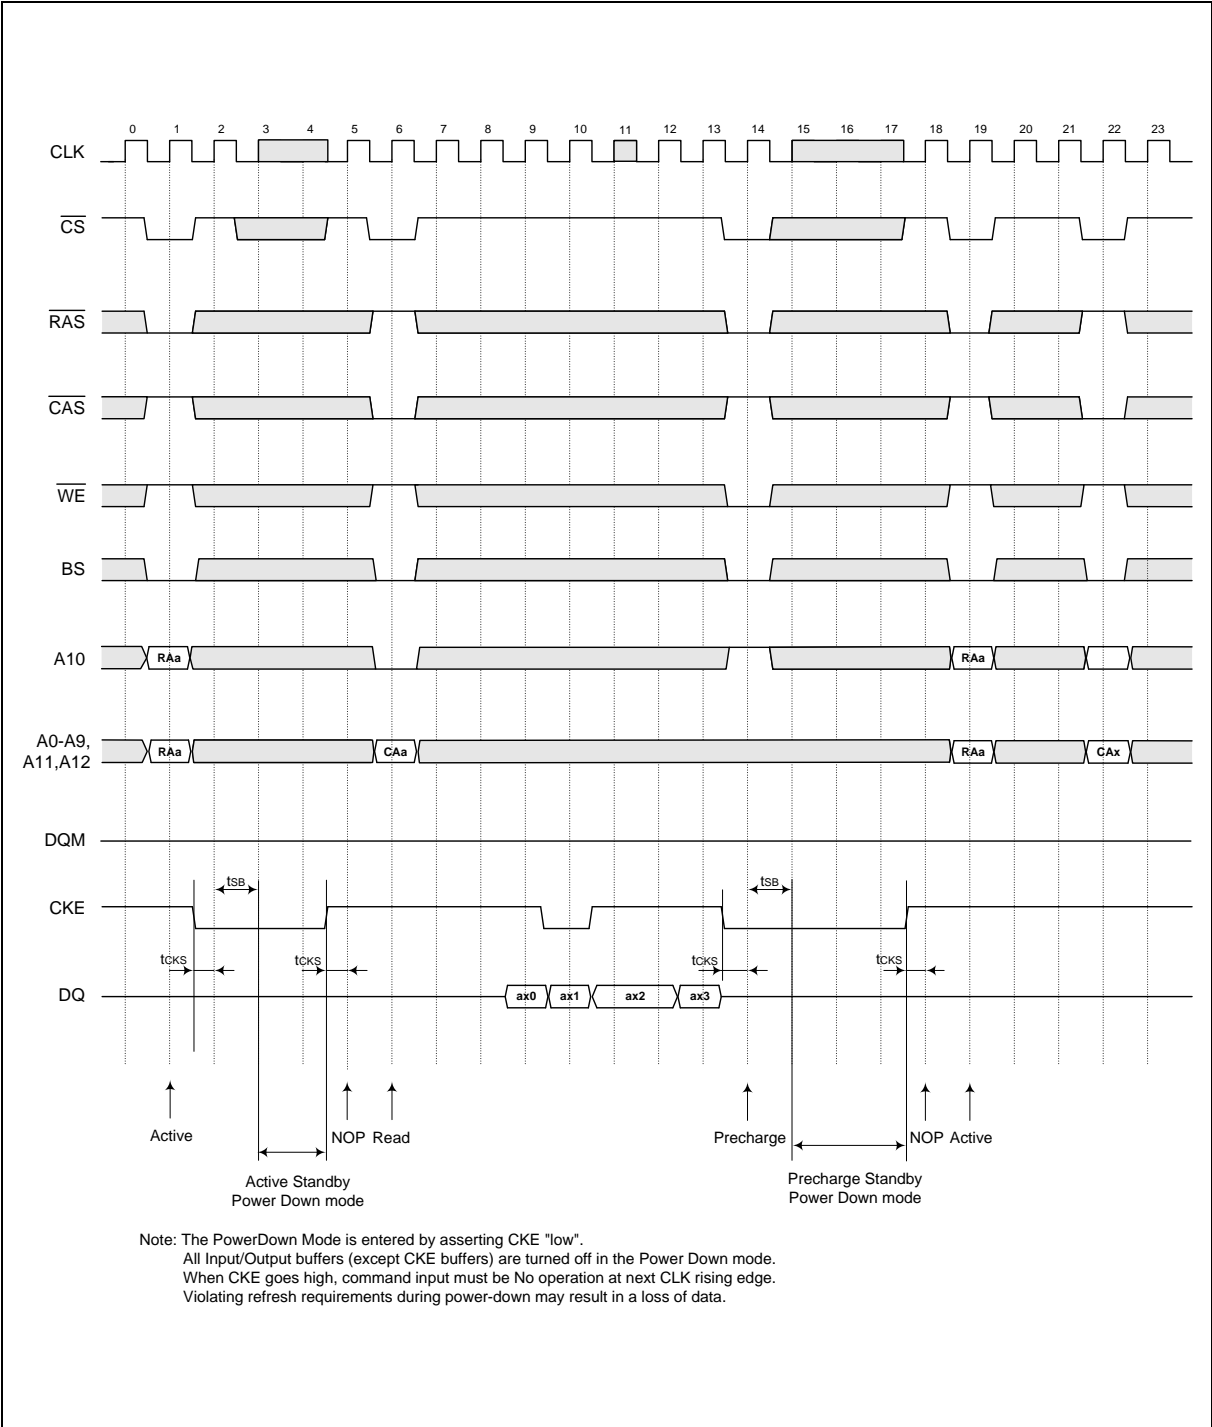 0 1 2 3 4 5 6 7 8 9 10 11 12 13 14 15 16 17 18 19 20 21 22 23
CLK
CS
RAS
CAS
WE
BS
A10 RAa RAa
A0-A9,
A11,A12 RAa CAa RAa CAx
DQM
tSB tSB
CKE
tCKS tCKS tCKS tCKS
DQ ax0 ax1 ax2 ax3
Active NOP Read Precharge NOP Active
Active Standby
Power Down mode
Precharge Standby
Power Down mode
Note: The PowerDown Mode is entered by asserting CKE "low".
All Input/Output buffers (except CKE buffers) are turned off in the Power Down mode.
When CKE goes high, command input must be No operation at next CLK rising edge.
Violating refresh requirements during power-down may result in a loss of data.